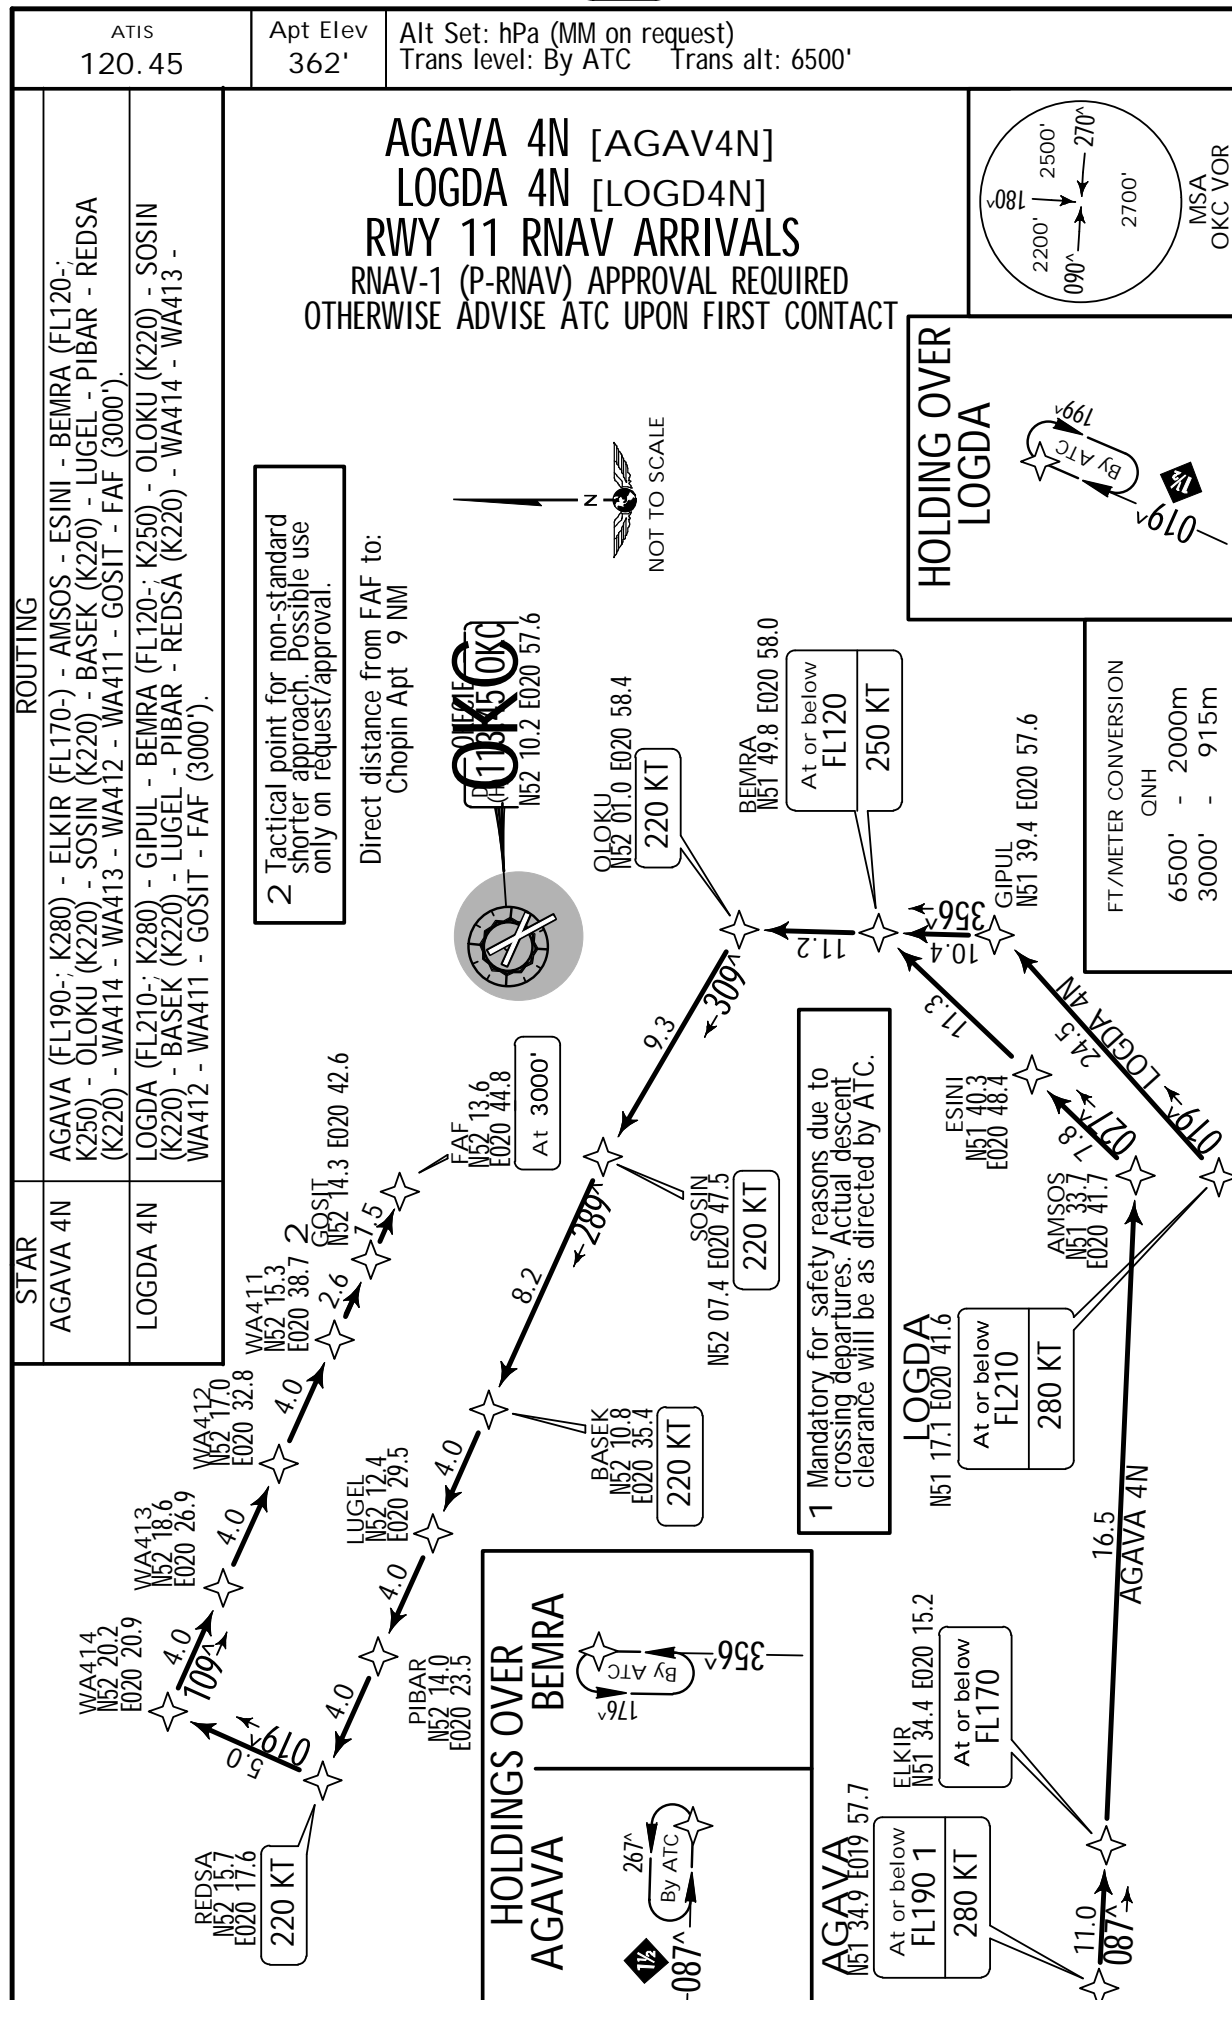 ATIS
120.45
Apt Elev
362'
Alt Set: hPa (MM on request)
Trans level: By ATC Trans alt: 6500'
AGAVA 4N [AGAV4N]
LOGDA 4N [LOGD4N]
RWY 11 RNAV ARRIVALS
RNAV-1 (P-RNAV) APPROVAL REQUIRED
OTHERWISE ADVISE ATC UPON FIRST CONTACT
MSA
OKC VOR
270^
180^
090^
2500'
2200'
2700'
STAR
ROUTING
AGAVA 4N
AGAVA (FL190-; K280) - ELKIR (FL170-) - AMSOS - ESINI - BEMRA (FL120-;
K250) - OLOKU (K220) - SOSIN (K220) - BASEK (K220) - LUGEL - PIBAR - REDSA
(K220) - WA414 - WA413 - WA412 - WA411 - GOSIT - FAF (3000').
LOGDA 4N
LOGDA (FL210-; K280) - GIPUL - BEMRA (FL120-; K250) - OLOKU (K220) - SOSIN
(K220) - BASEK (K220) - LUGEL - PIBAR - REDSA (K220) - WA414 - WA413 -
WA412 - WA411 - GOSIT - FAF (3000').
2 Tactical point for non-standard
shorter approach. Possible use
only on request/approval.
Direct distance from FAF to:
Chopin Apt 9 NM
N
NOT TO SCALE
HOLDING OVER
LOGDA
199^
By ATC
019^
1½
FT/METER CONVERSION
QNH
6500' - 2000m
3000' - 915m
OKC
N52 10.2 E020 57.6
OLOKU
N52 01.0 E020 58.4
220 KT
BEMRA
N51 49.8 E020 58.0
At or below
FL120
250 KT
GIPUL
N51 39.4 E020 57.6
356^
10.4
11.2
11.3
309^
9.3
24.5
LOGDA 4N
019^
ESINI
N51 40.3
E020 48.4
7.8
027^
AMSOS
N51 33.7
E020 41.7
1 Mandatory for safety reasons due to
crossing departures. Actual descent
clearance will be as directed by ATC.
SOSIN
N52 07.4 E020 47.5
220 KT
289^
8.2
FAF
N52 13.6
E020 44.8
At 3000'
2
GOSIT
N52 14.3 E020 42.6
1.5
2.6
WA411
N52 15.3
E020 38.7
4.0
WA412
N52 17.0
E020 32.8
4.0
WA413
N52 18.6
E020 26.9
4.0
109^
WA414
N52 20.2
E020 20.9
5.0
019^
REDSA
N52 15.7
E020 17.6
220 KT
4.0
PIBAR
N52 14.0
E020 23.5
4.0
LUGEL
N52 12.4
E020 29.5
4.0
BASEK
N52 10.8
E020 35.4
220 KT
LOGDA
N51 17.1 E020 41.6
At or below
FL210
280 KT
HOLDINGS OVER
AGAVA
BEMRA
267^
By ATC
087^
1½
176^
By ATC
356^
ELKIR
N51 34.4 E020 15.2
At or below
FL170
16.5
AGAVA 4N
AGAVA
N51 34.9 E019 57.7
At or below
FL190 1
280 KT
11.0
087^